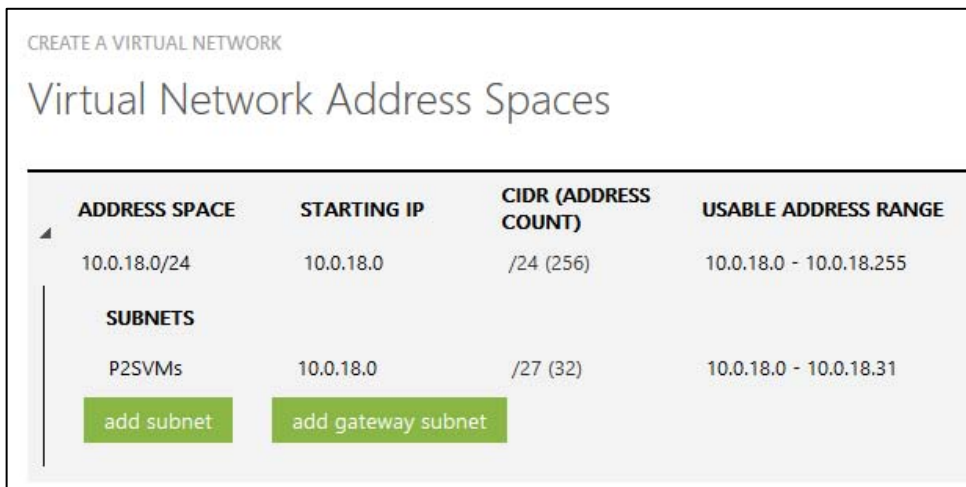 CREATE A VIRTUAL NETWORK
Virtual Network Address Spaces
ADDRESS SPACE STARTING IP CIDR (ADDRESS COUNT) USABLE ADDRESS RANGE
10.0.18.0/24 10.0.18.0 /24 (256) 10.0.18.0 - 10.0.18.255
SUBNETS
P2SVMs 10.0.18.0 /27 (32) 10.0.18.0 - 10.0.18.31
add subnet add gateway subnet